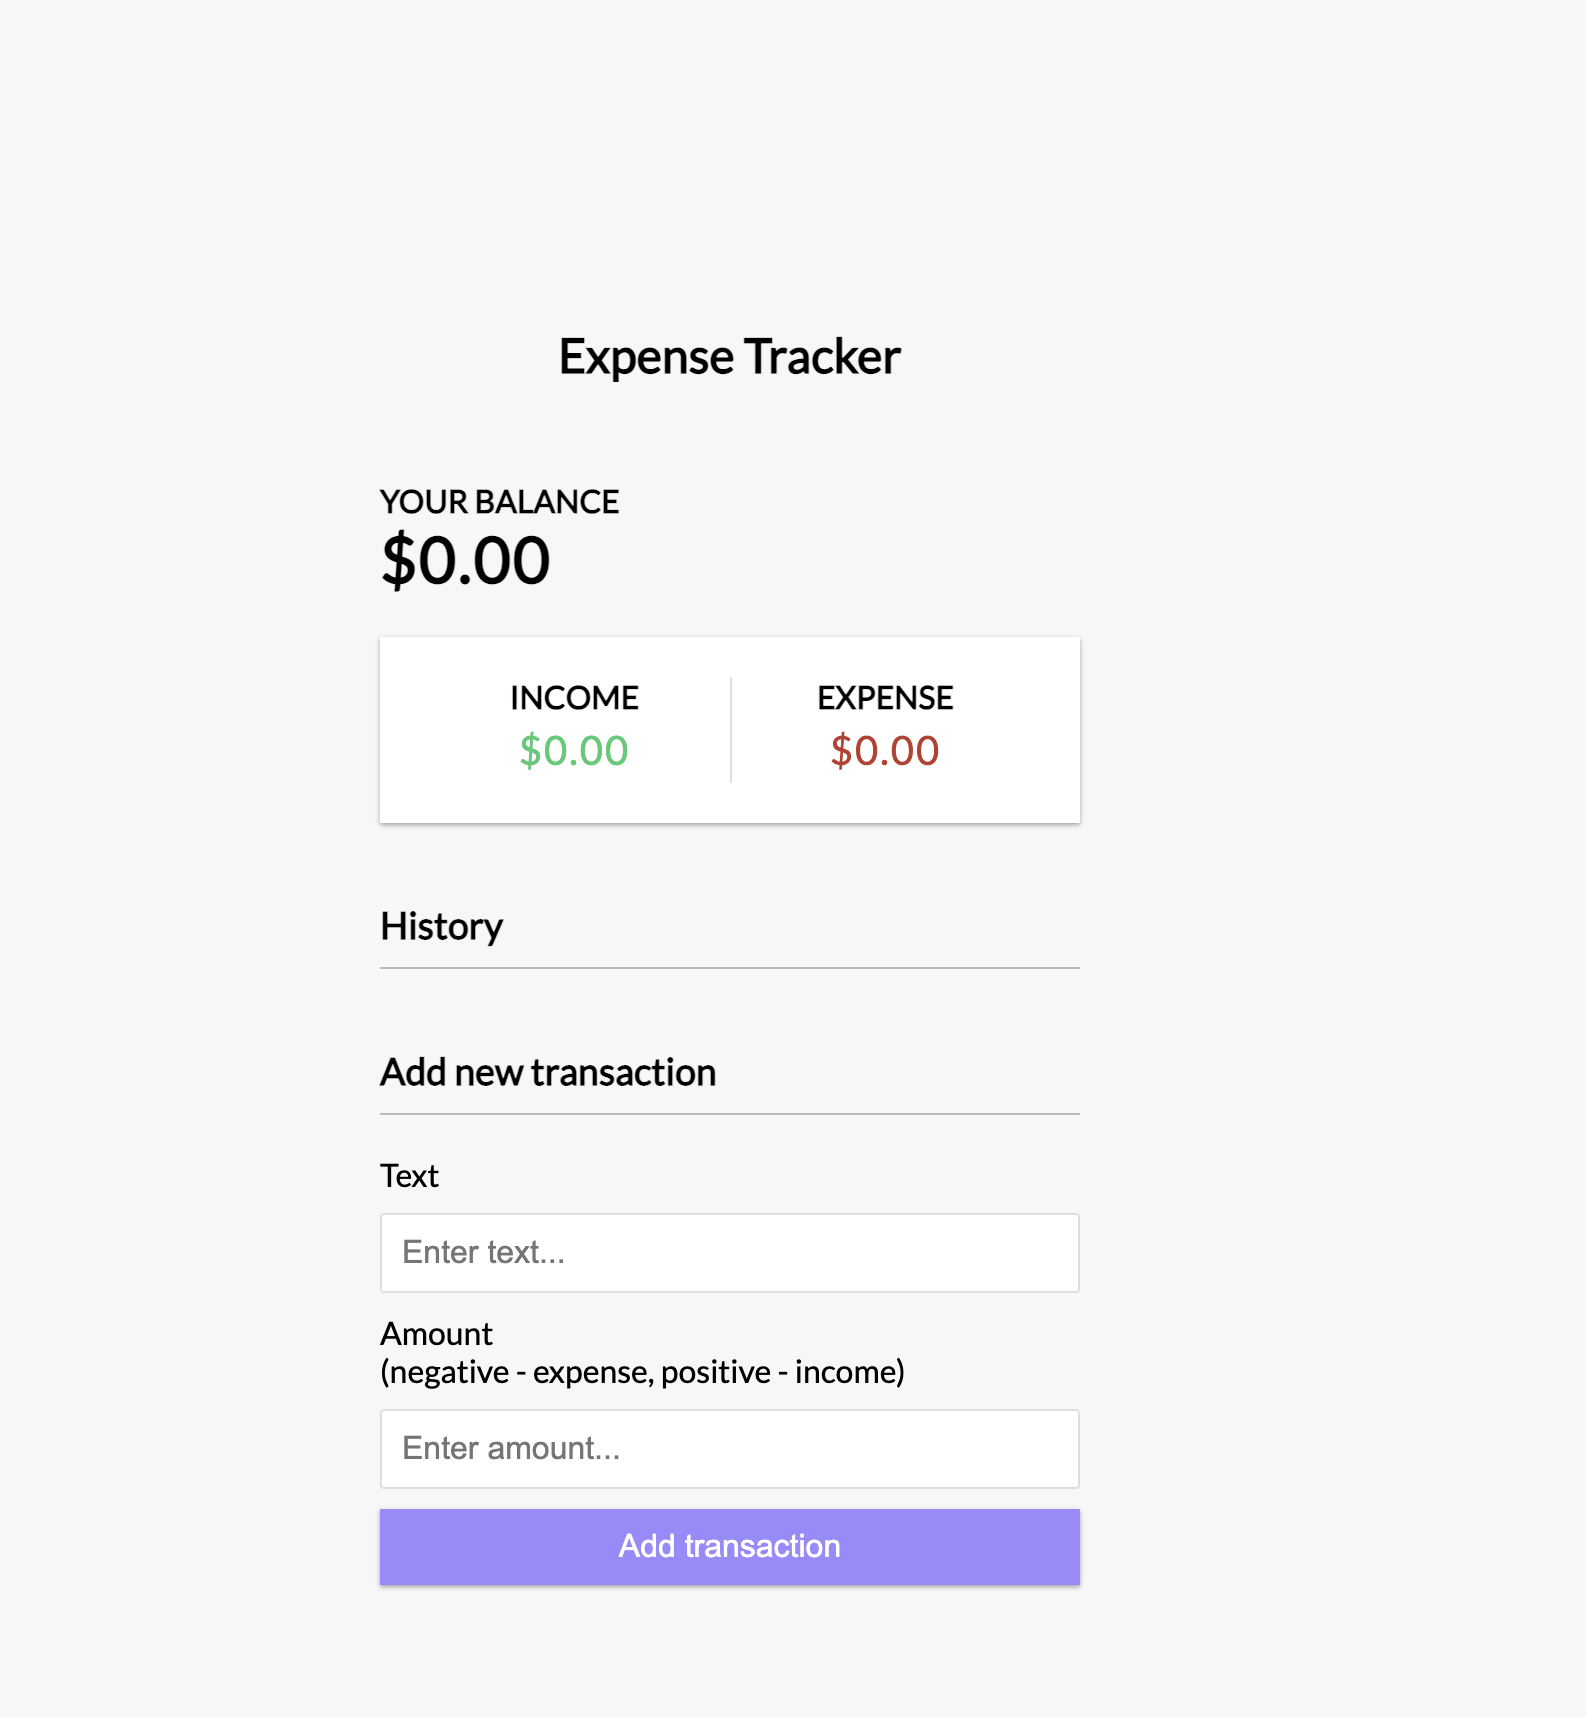 Expense Tracker
YOUR BALANCE
$0.00
INCOME
$0.00
EXPENSE
$0.00
History
Add new transaction
Text
Enter text...
Amount
(negative - expense, positive - income)
Enter amount...
Add transaction